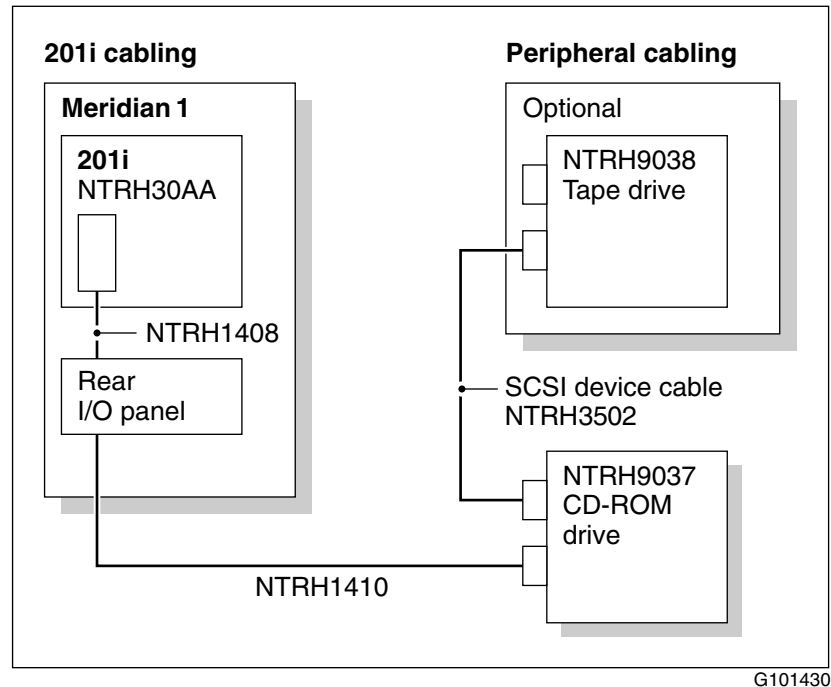 201i cabling
Meridian 1
201i
NTRH30AA
NTRH1408
Rear
I/O panel
NTRH1410
Peripheral cabling
Optional
NTRH9038
Tape drive
SCSI device cable
NTRH3502
NTRH9037
CD-ROM
drive
G101430